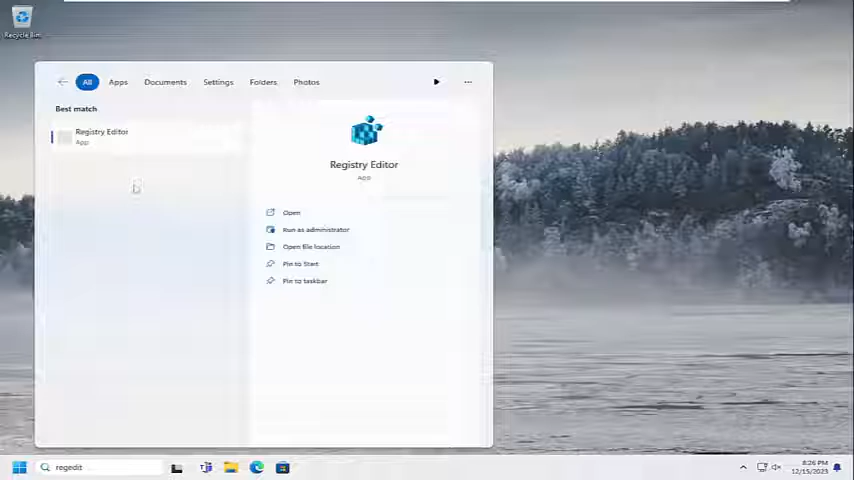 Recycle Bin
All Apps Documents Settings Folders Photos
Best match
Registry Editor
App
Registry Editor
App
Open
Run as administrator
Open file location
Pin to Start
Pin to taskbar
regedit
8:26 PM
12/15/2023